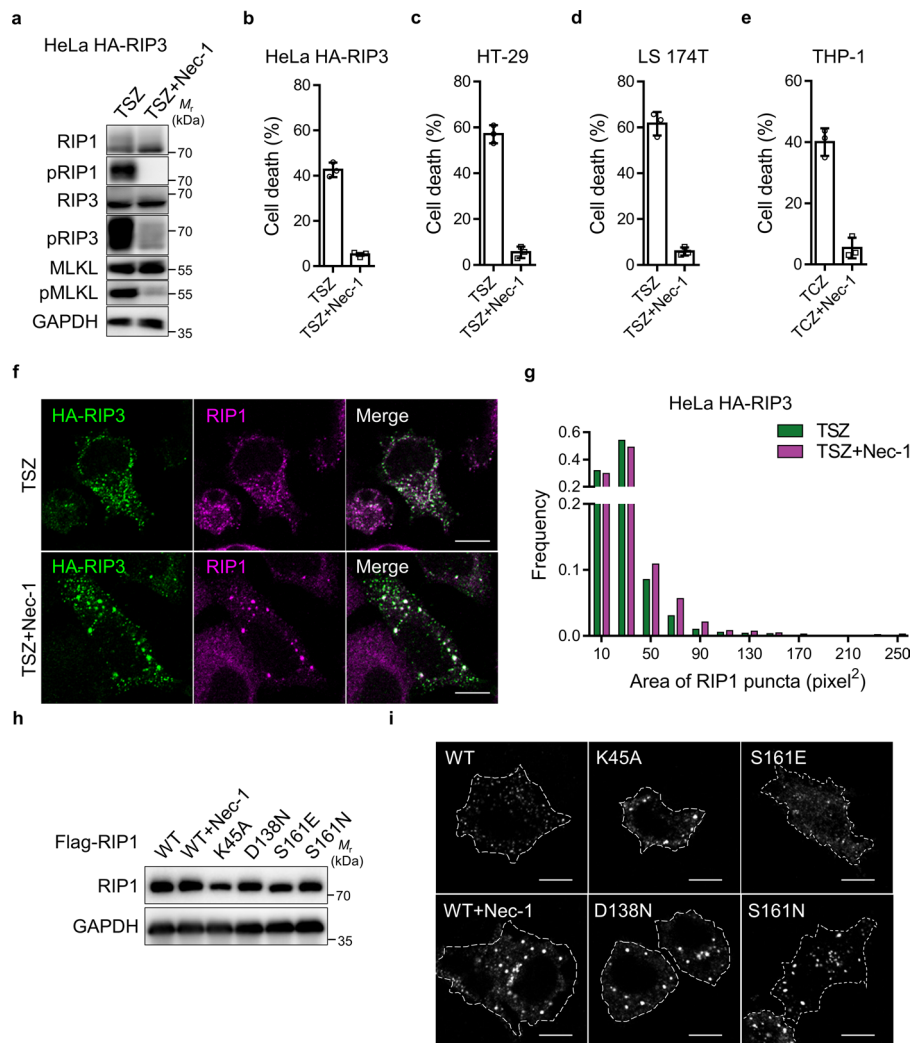 a
HeLa HA-RIP3
TSZ
TSZ+Nec-1
Mr
(kDa)
RIP1
70
pRIP1
70
RIP3
70
pRIP3
70
MLKL
55
pMLKL
55
GAPDH
35
b
HeLa HA-RIP3
Cell death (%)
80
60
40
20
0
TSZ
TSZ+Nec-1
c
HT-29
Cell death (%)
80
60
40
20
0
TSZ
TSZ+Nec-1
d
LS 174T
Cell death (%)
80
60
40
20
0
TSZ
TSZ+Nec-1
e
THP-1
Cell death (%)
60
40
20
0
TCZ
TCZ+Nec-1
f
HA-RIP3
RIP1
Merge
TSZ
HA-RIP3
RIP1
Merge
TSZ+Nec-1
g
HeLa HA-RIP3
TSZ
TSZ+Nec-1
Frequency
0.6
0.4
0.2
0.2
0.1
0.0
10 50 90 130 170 210 250
Area of RIP1 puncta (pixel²)
h
Flag-RIP1
WT
WT+Nec-1
K45A
D138N
S161E
S161N
Mr
(kDa)
RIP1
70
GAPDH
35
i
WT
K45A
S161E
WT+Nec-1
D138N
S161N